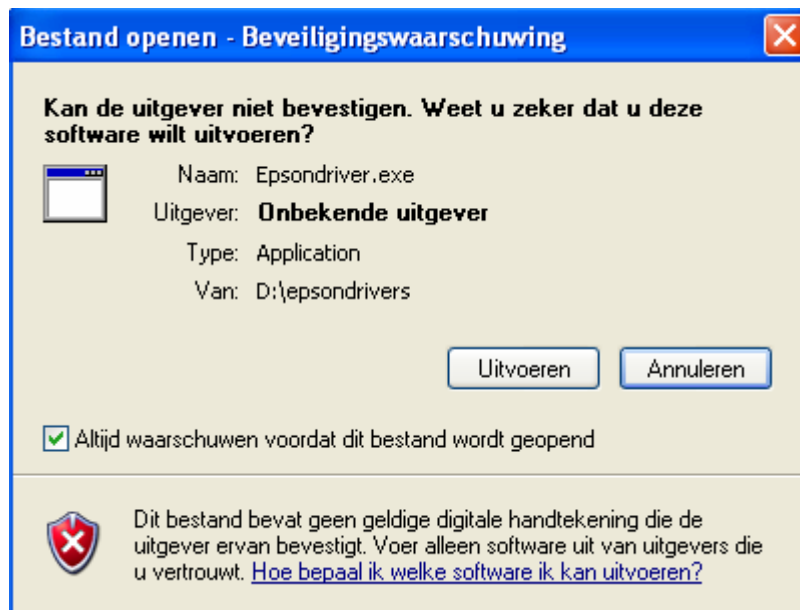 Bestand openen - Beveiligingswaarschuwing
Kan de uitgever niet bevestigen. Weet u zeker dat u deze
software wilt uitvoeren?
Naam: Epsondriver.exe
Uitgever: Onbekende uitgever
Type: Application
Van: D:\epsondrivers
Uitvoeren Annuleren
Altijd waarschuwen voordat dit bestand wordt geopend
Dit bestand bevat geen geldige digitale handtekening die de
uitgever ervan bevestigt. Voer alleen software uit van uitgevers die
u vertrouwt. Hoe bepaal ik welke software ik kan uitvoeren?